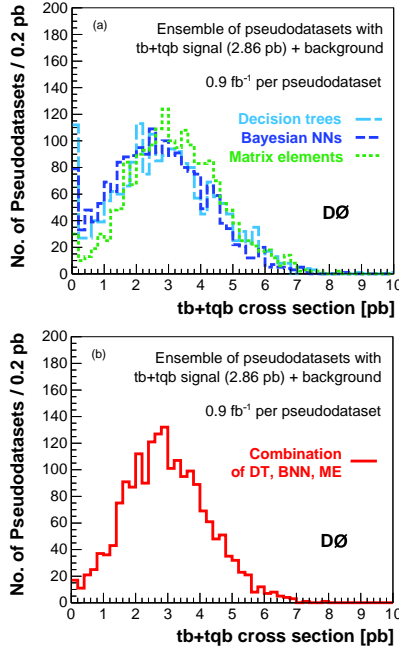 (a)
Ensemble of pseudodatasets with
tb+tqb signal (2.86 pb) + background
0.9 fb⁻¹ per pseudodataset
Decision trees
Bayesian NNs
Matrix elements
DØ
No. of Pseudodatasets / 0.2 pb
200
180
160
140
120
100
80
60
40
20
0
0 1 2 3 4 5 6 7 8 9 10
tb+tqb cross section [pb]
(b)
Ensemble of pseudodatasets with
tb+tqb signal (2.86 pb) + background
0.9 fb⁻¹ per pseudodataset
Combination
of DT, BNN, ME
DØ
No. of Pseudodatasets / 0.2 pb
200
180
160
140
120
100
80
60
40
20
0
0 1 2 3 4 5 6 7 8 9 10
tb+tqb cross section [pb]